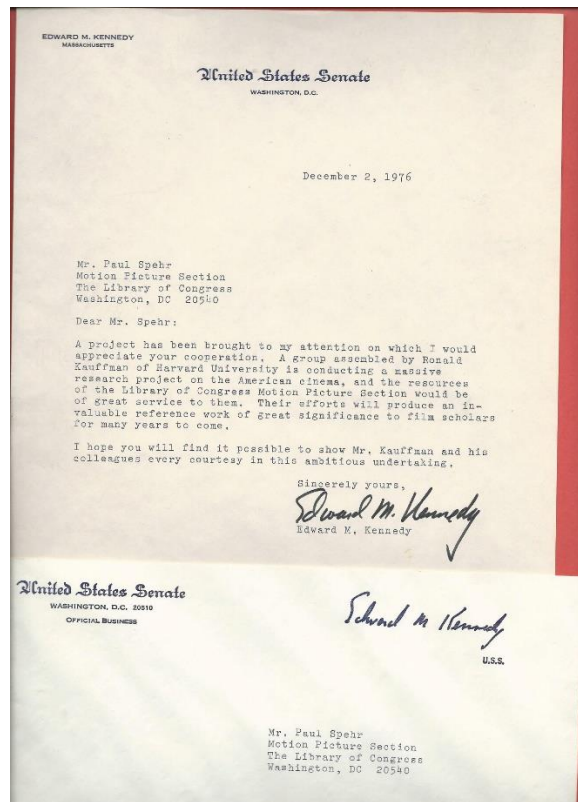 EDWARD M. KENNEDY
MASSACHUSETTS
United States Senate
WASHINGTON, D.C.
December 2, 1976
Mr. Paul Spehr
Motion Picture Section
The Library of Congress
Washington, DC 20540
Dear Mr. Spehr:
A project has been brought to my attention on which I would
appreciate your cooperation. A group assembled by Ronald
Kauffman of Harvard University is conducting a massive
research project on the American cinema, and the resources
of the Library of Congress Motion Picture Section would be
of great service to them. Their efforts will produce an in-
valuable reference work of great significance to film scholars
for many years to come.
I hope you will find it possible to show Mr. Kauffman and his
colleagues every courtesy in this ambitious undertaking.
Sincerely yours,
Edward M. Kennedy
Edward M. Kennedy
United States Senate
WASHINGTON, D.C. 20510
OFFICIAL BUSINESS
Edward M Kennedy
U.S.S.
Mr. Paul Spehr
Motion Picture Section
The Library of Congress
Washington, DC 20540